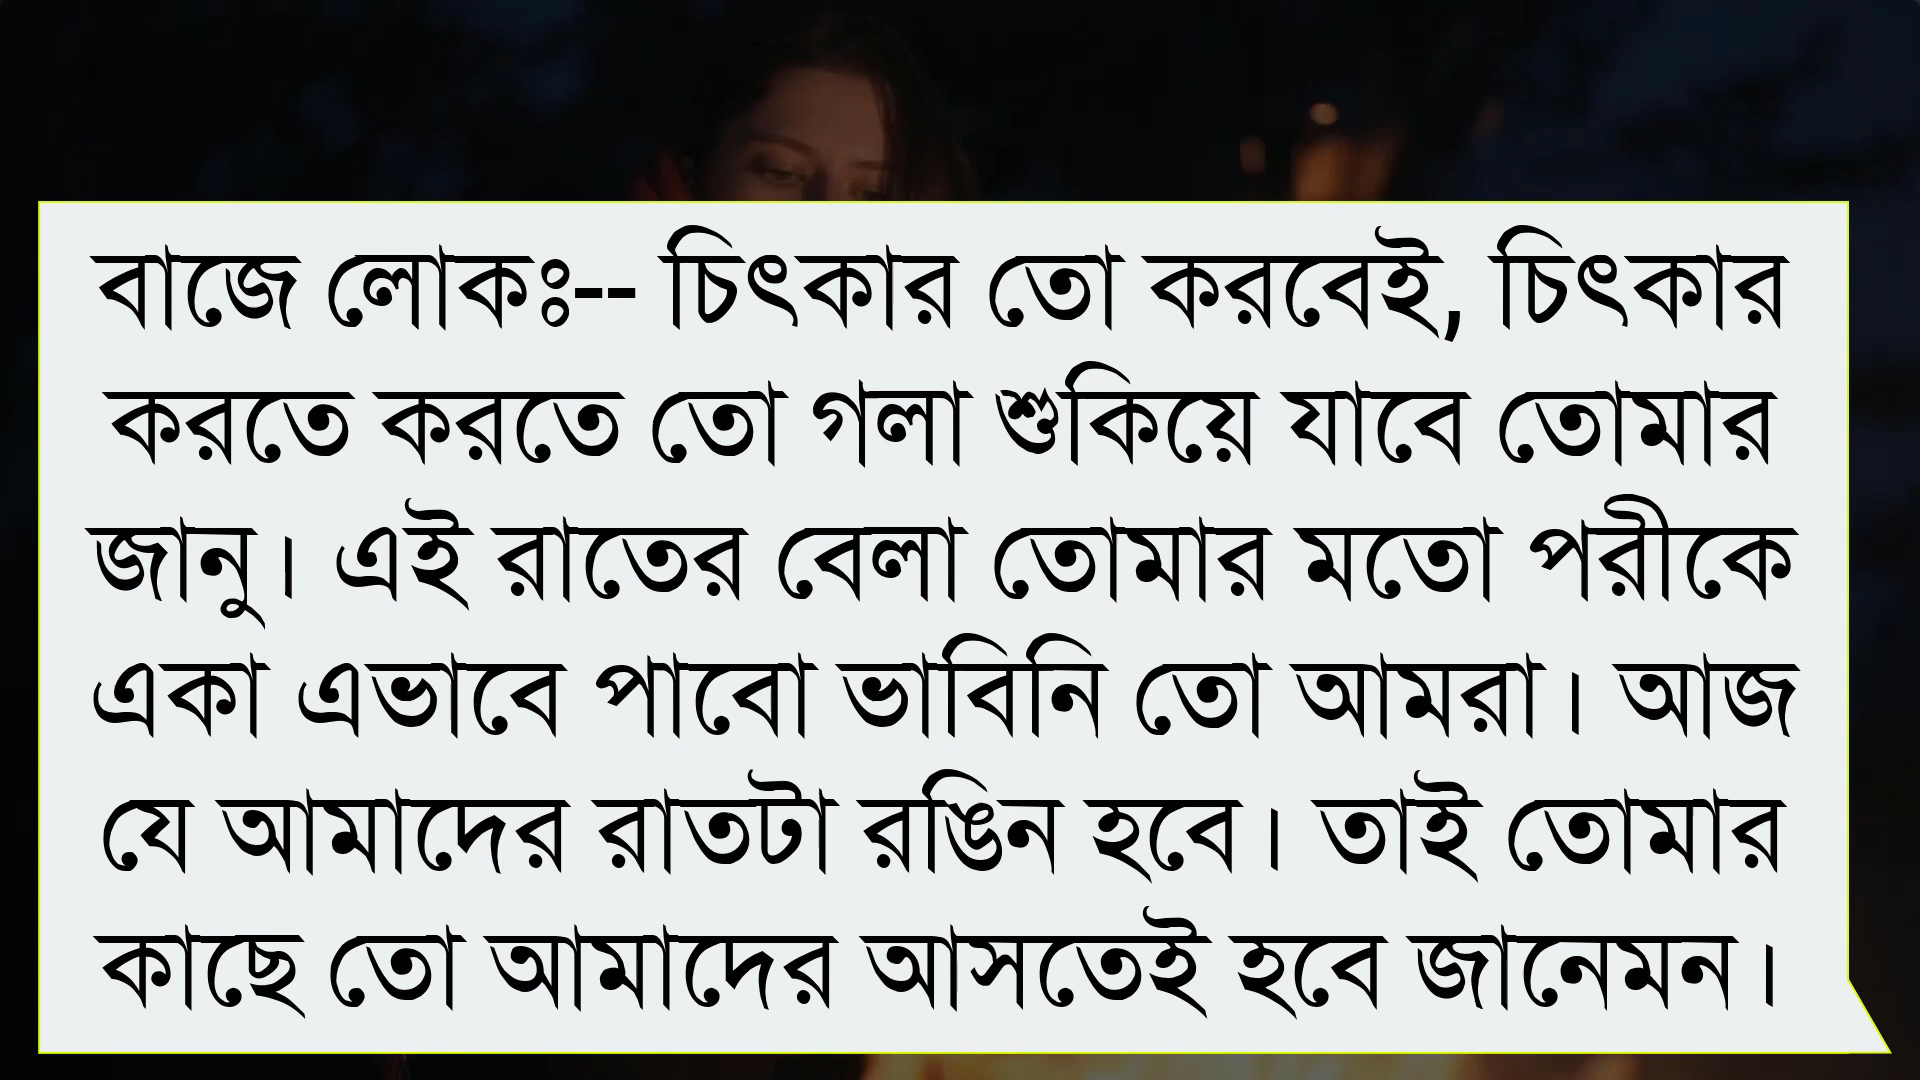 বাজে লোকঃ-- চিৎকার তো করবেই, চিৎকার
করতে করতে তো গলা শুকিয়ে যাবে তোমার
জানু। এই রাতের বেলা তোমার মতো পরীকে
একা এভাবে পাবো ভাবিনি তো আমরা। আজ
যে আমাদের রাতটা রঙিন হবে। তাই তোমার
কাছে তো আমাদের আসতেই হবে জানেমন।